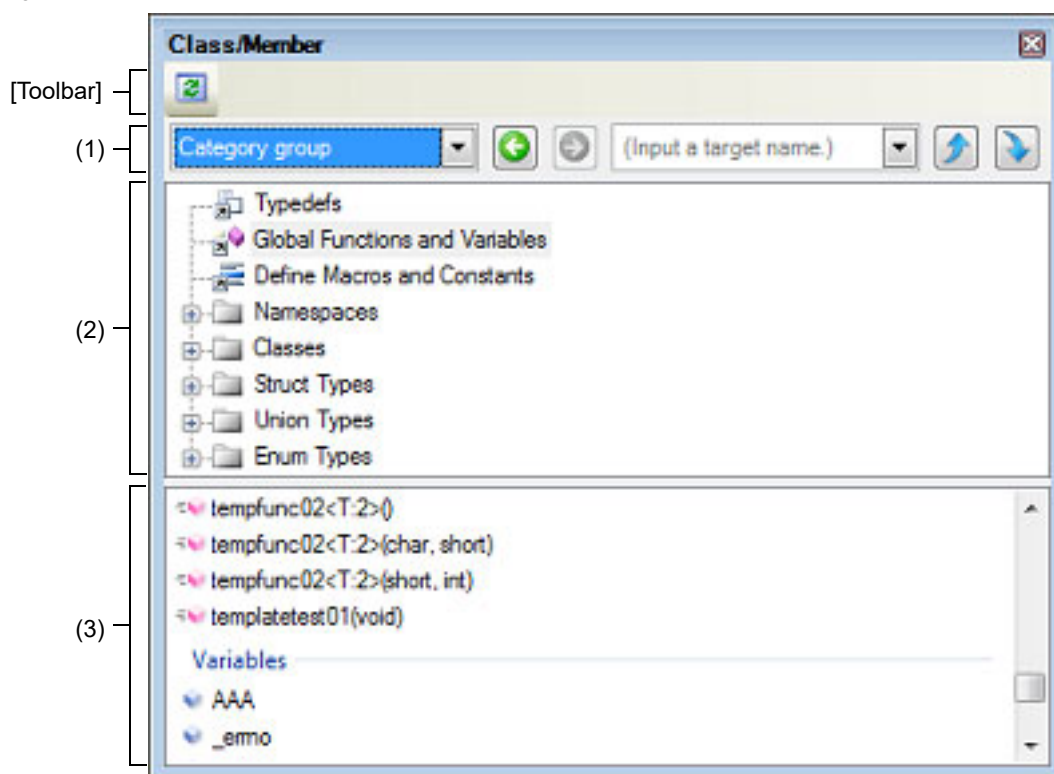 Class/Member
[Toolbar]
(1)
Category group
(Input a target name.)
(2)
Typedefs
Global Functions and Variables
Define Macros and Constants
Namespaces
Classes
Struct Types
Union Types
Enum Types
(3)
tempfunc02<T:2>()
tempfunc02<T:2>(char, short)
tempfunc02<T:2>(short, int)
templatetest01(void)
Variables
AAA
_errno